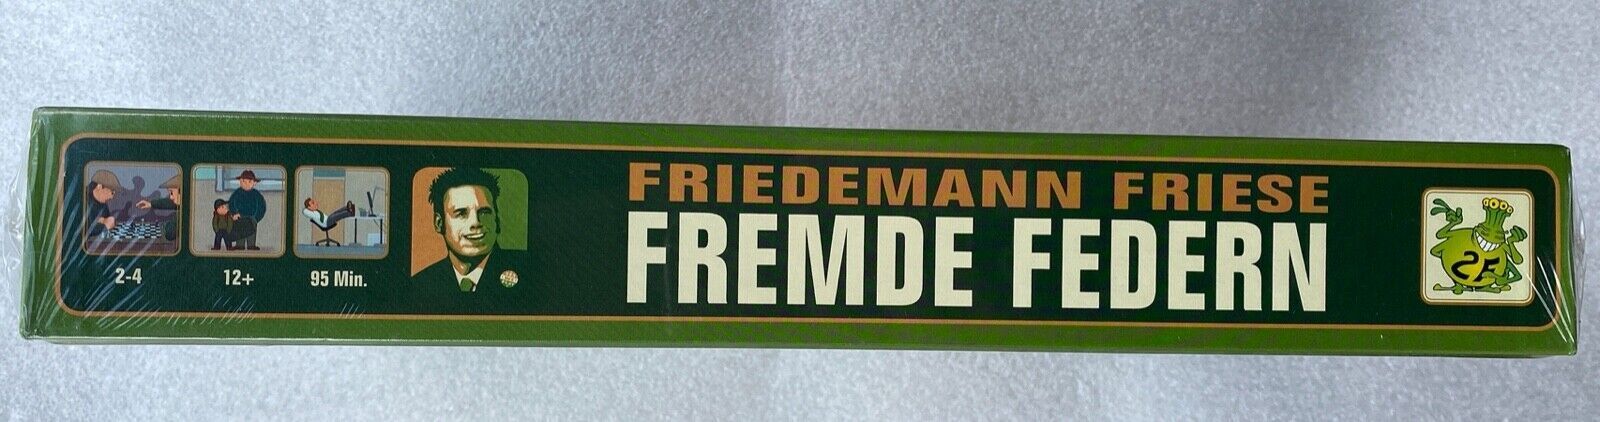 FRIEDEMANN FRIESE
FREMDE FEDERN
2-4
12+
95 Min.
2F